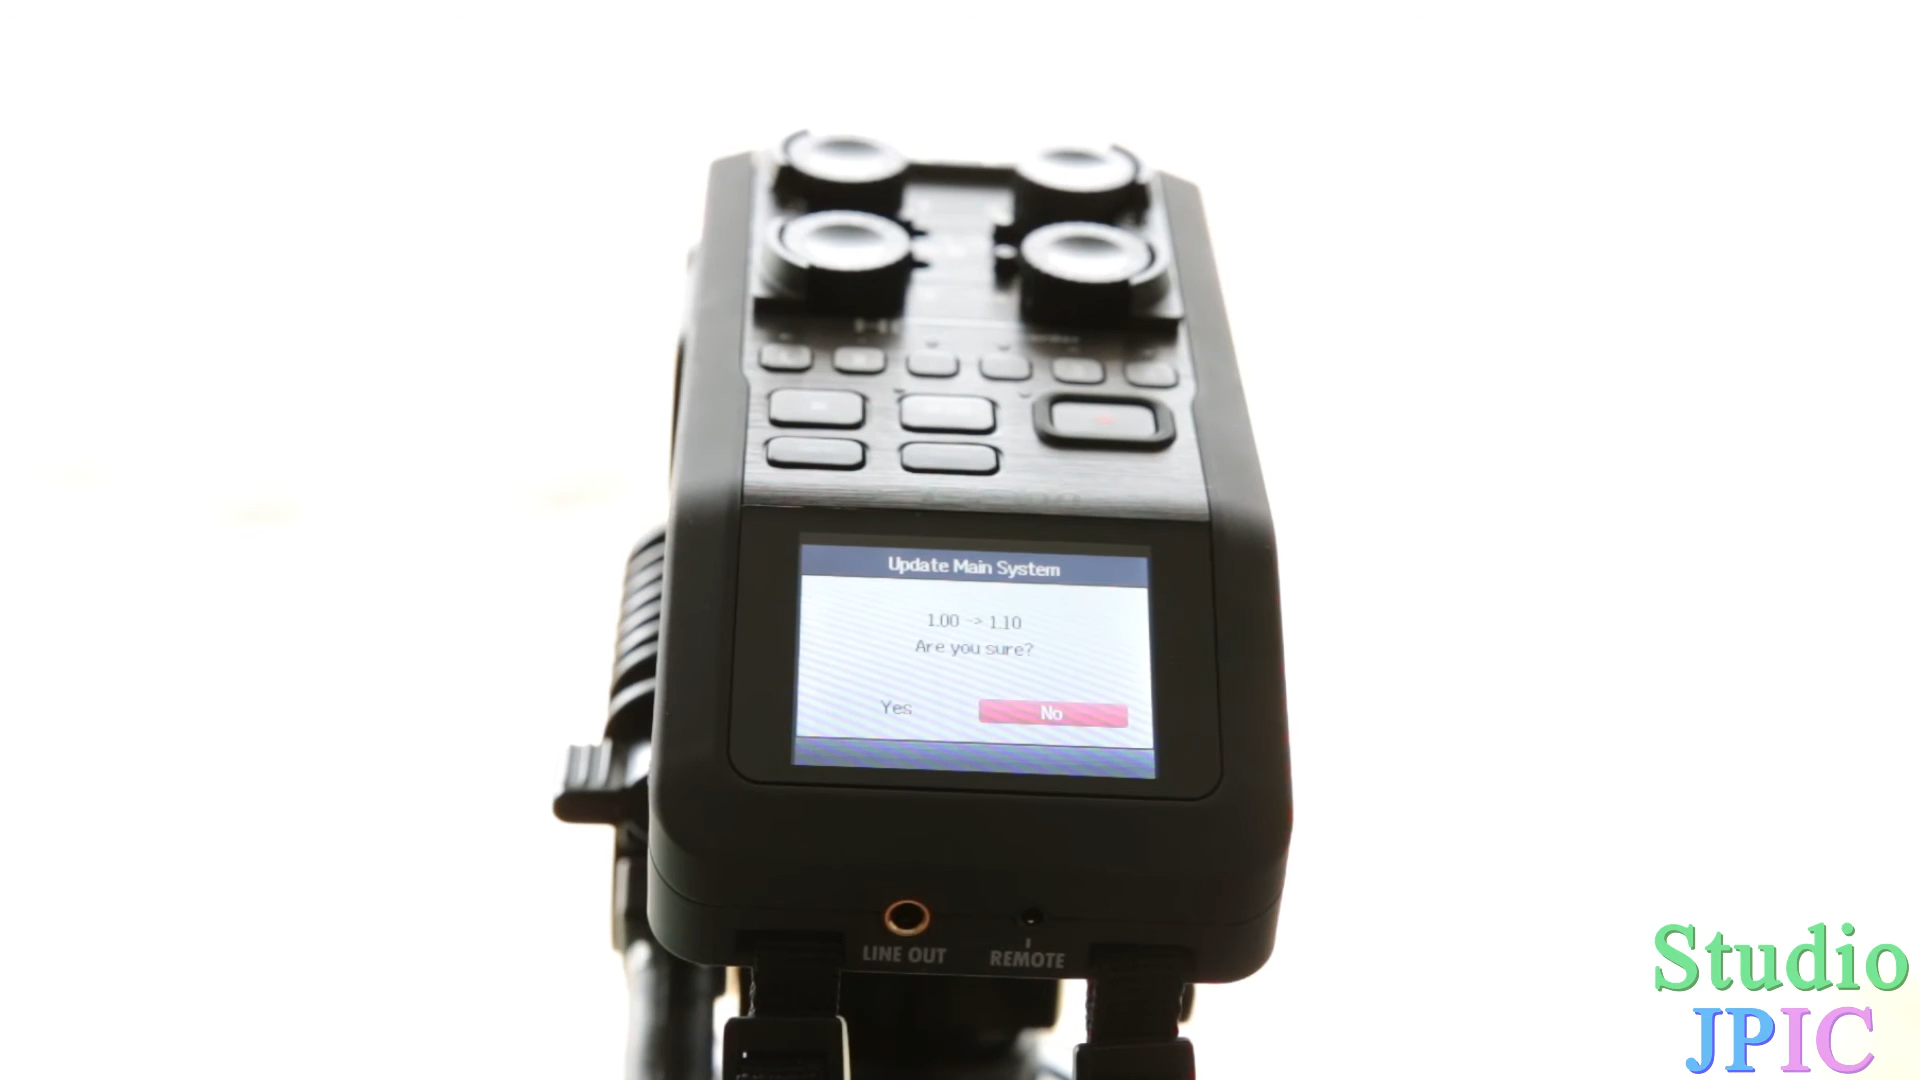 Update Main System
1.00 -> 1.10
Are you sure?
Yes
No
LINE OUT
REMOTE
Studio
JPIC